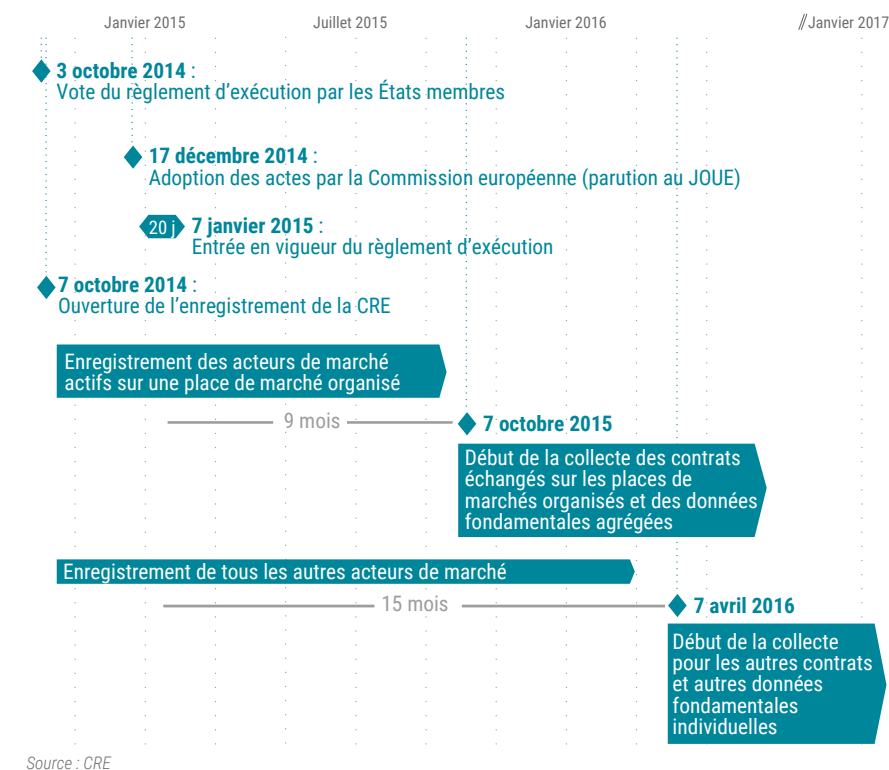 Janvier 2015 Juillet 2015 Janvier 2016 //Janvier 2017
3 octobre 2014 :
Vote du règlement d’exécution par les États membres
17 décembre 2014 :
Adoption des actes par la Commission européenne (parution au JOUE)
20 j
7 janvier 2015 :
Entrée en vigueur du règlement d’exécution
7 octobre 2014 :
Ouverture de l’enregistrement de la CRE
Enregistrement des acteurs de marché
actifs sur une place de marché organisé
9 mois
7 octobre 2015
Début de la collecte des contrats
échangés sur les places de
marchés organisés et des données
fondamentales agrégées
Enregistrement de tous les autres acteurs de marché
15 mois
7 avril 2016
Début de la collecte
pour les autres contrats
et autres données
fondamentales
individuelles
Source : CRE